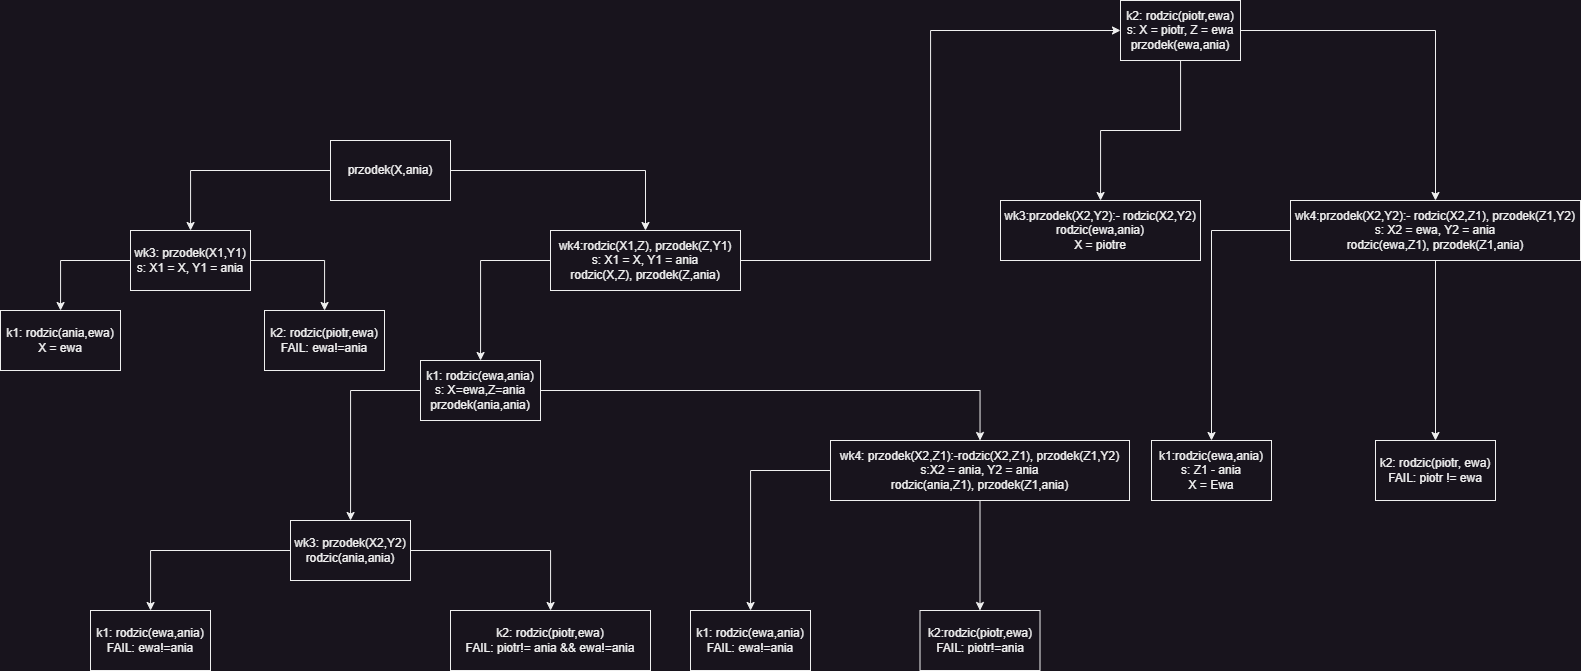 k2: rodzic(piotr,ewa)
s: X = piotr, Z = ewa
przodek(ewa,ania)
przodek(X,ania)
wk3: przodek(X1,Y1)
s: X1 = X, Y1 = ania
wk4:rodzic(X1,Z), przodek(Z,Y1)
s: X1 = X, Y1 = ania
rodzic(X,Z), przodek(Z,ania)
wk3:przodek(X2,Y2):- rodzic(X2,Y2)
rodzic(ewa,ania)
X = piotre
wk4:przodek(X2,Y2):- rodzic(X2,Z1), przodek(Z1,Y2)
s: X2 = ewa, Y2 = ania
rodzic(ewa,Z1), przodek(Z1,ania)
k1: rodzic(ania,ewa)
X = ewa
k2: rodzic(piotr,ewa)
FAIL: ewa!=ania
k1: rodzic(ewa,ania)
s: X=ewa,Z=ania
przodek(ania,ania)
wk4: przodek(X2,Z1):-rodzic(X2,Z1), przodek(Z1,Y2)
s:X2 = ania, Y2 = ania
rodzic(ania,Z1), przodek(Z1,ania)
k1:rodzic(ewa,ania)
s: Z1 - ania
X = Ewa
k2: rodzic(piotr, ewa)
FAIL: piotr != ewa
wk3: przodek(X2,Y2)
rodzic(ania,ania)
k1: rodzic(ewa,ania)
FAIL: ewa!=ania
k2: rodzic(piotr,ewa)
FAIL: piotr!= ania && ewa!=ania
k1: rodzic(ewa,ania)
FAIL: ewa!=ania
k2:rodzic(piotr,ewa)
FAIL: piotr!=ania